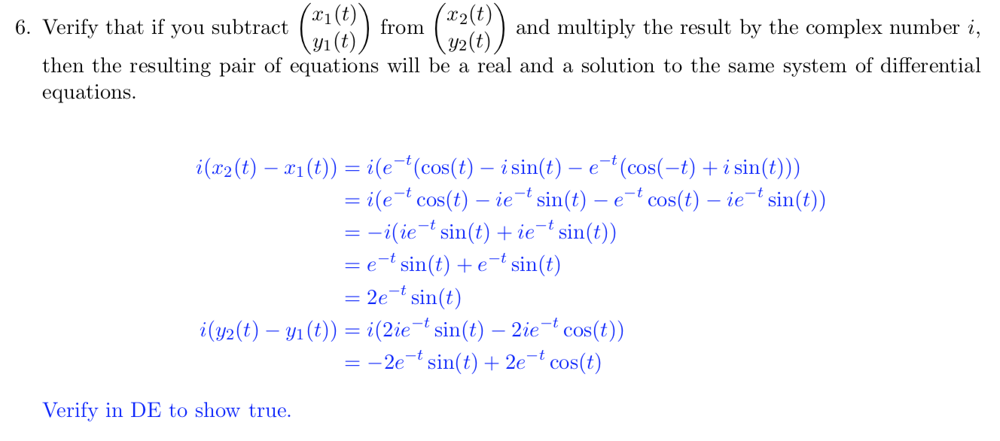 6. Verify that if you subtract \begin{pmatrix} x_1(t) \\ y_1(t) \end{pmatrix} from \begin{pmatrix} x_2(t) \\ y_2(t) \end{pmatrix} and multiply the result by the complex number i,
then the resulting pair of equations will be a real and a solution to the same system of differential
equations.
i(x_2(t) − x_1(t)) = i(e^{−t}(cos(t) − i sin(t) − e^{−t}(cos(−t) + i sin(t)))
= i(e^{−t} cos(t) − ie^{−t} sin(t) − e^{−t} cos(t) − ie^{−t} sin(t))
= −i(ie^{−t} sin(t) + ie^{−t} sin(t))
= e^{−t} sin(t) + e^{−t} sin(t)
= 2e^{−t} sin(t)
i(y_2(t) − y_1(t)) = i(2ie^{−t} sin(t) − 2ie^{−t} cos(t))
= −2e^{−t} sin(t) + 2e^{−t} cos(t)
Verify in DE to show true.